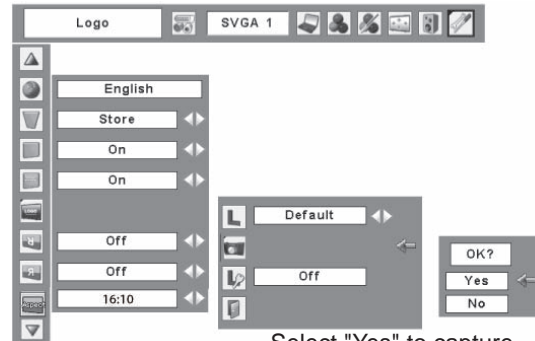 Logo
SVGA 1
English
Store
On
On
Off
Off
16:10
Default
Off
OK?
Yes
No
Select "Yes" to capture